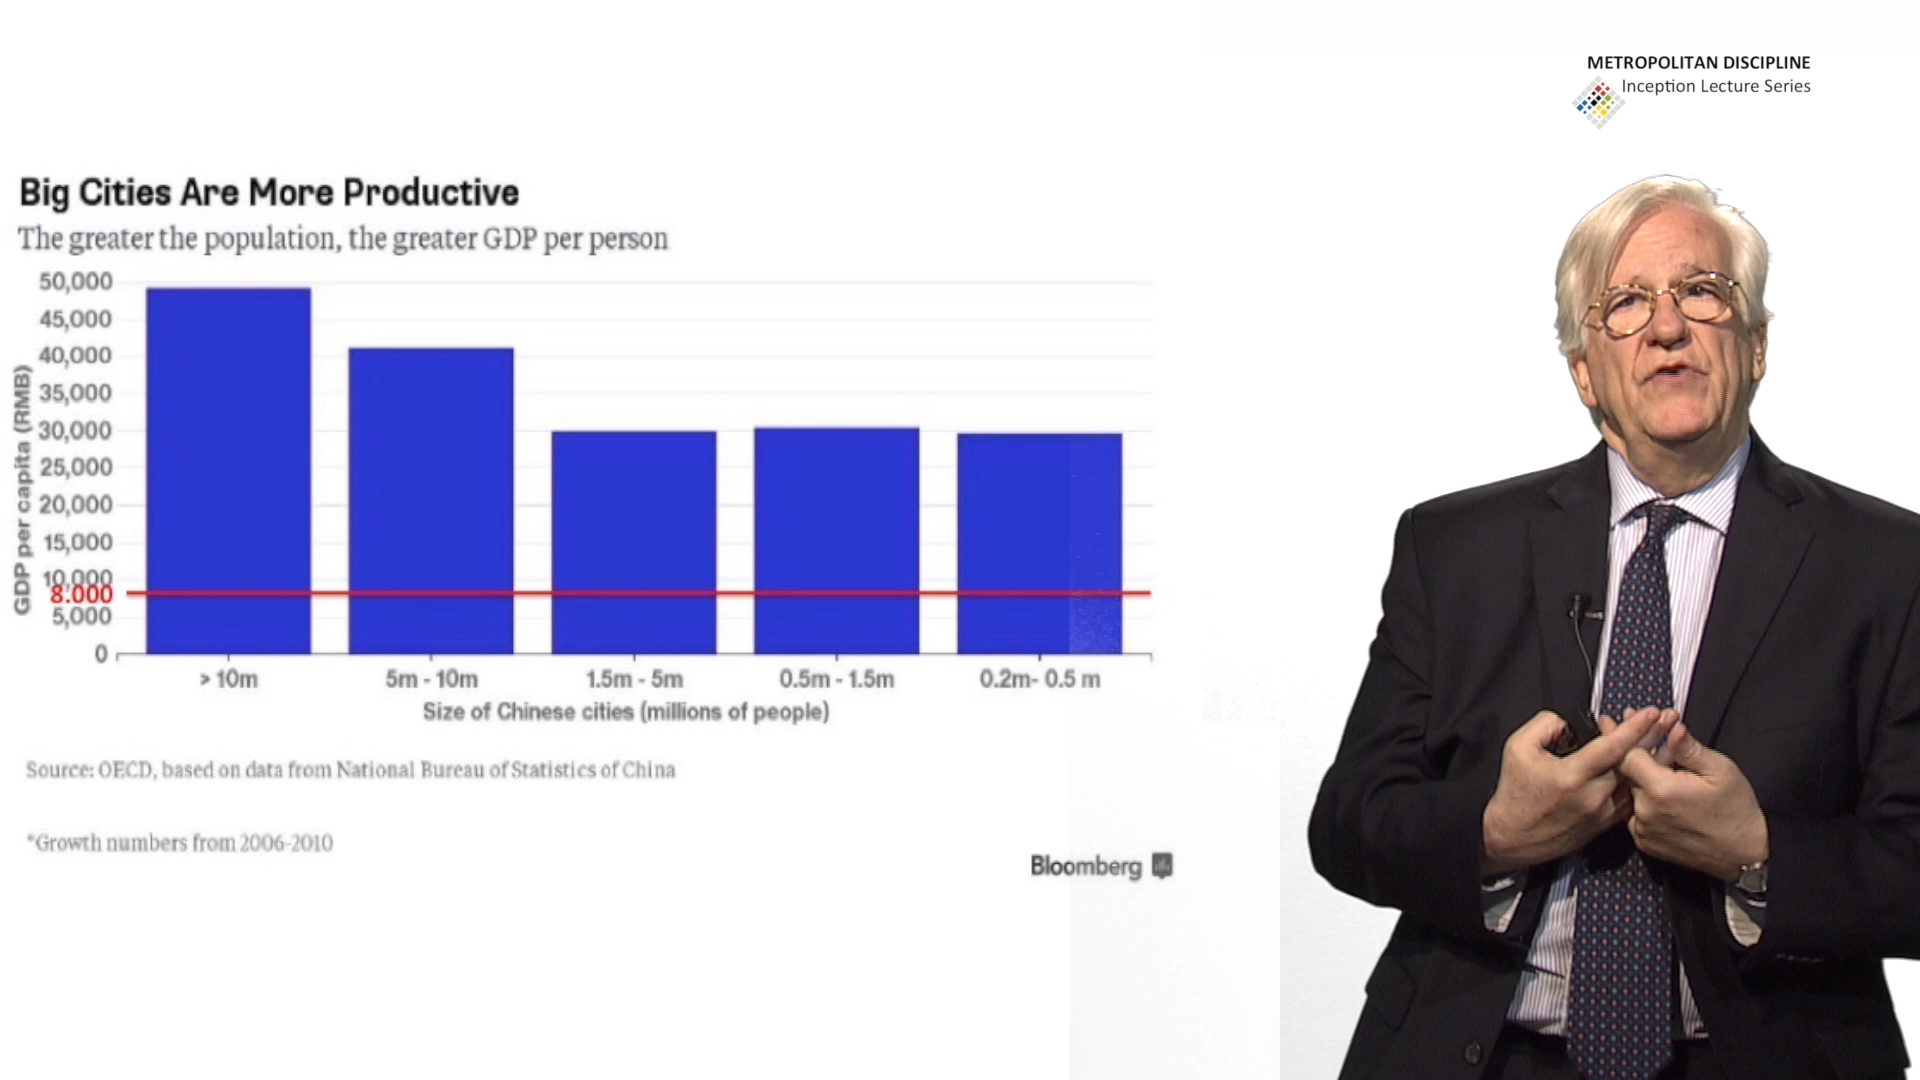 METROPOLITAN DISCIPLINE
Inception Lecture Series
Big Cities Are More Productive
The greater the population, the greater GDP per person
GDP per capita (RMB)
50,000
45,000
40,000
35,000
30,000
25,000
20,000
15,000
10,000
8.000
5,000
0
> 10m
5m - 10m
1.5m - 5m
0.5m - 1.5m
0.2m- 0.5 m
Size of Chinese cities (millions of people)
Source: OECD, based on data from National Bureau of Statistics of China
*Growth numbers from 2006-2010
Bloomberg